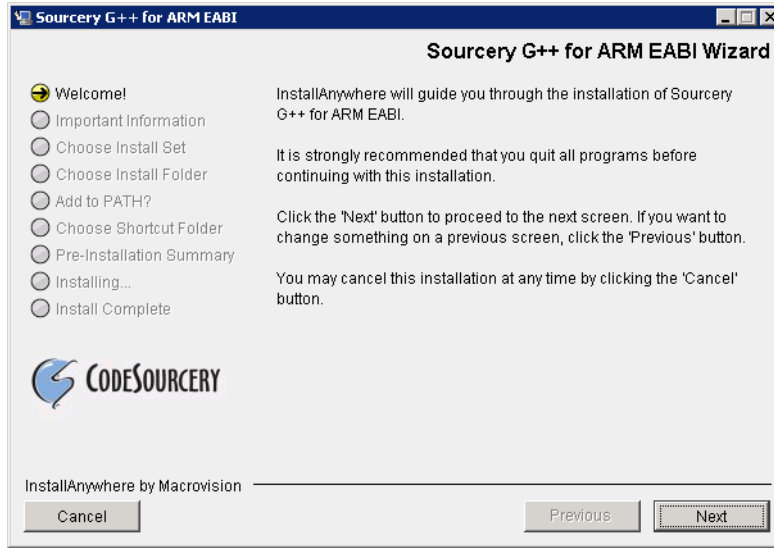 Sourcery G++ for ARM EABI
Sourcery G++ for ARM EABI Wizard
Welcome!
Important Information
Choose Install Set
Choose Install Folder
Add to PATH?
Choose Shortcut Folder
Pre-Installation Summary
Installing...
Install Complete
InstallAnywhere will guide you through the installation of Sourcery
G++ for ARM EABI.
It is strongly recommended that you quit all programs before
continuing with this installation.
Click the 'Next' button to proceed to the next screen. If you want to
change something on a previous screen, click the 'Previous' button.
You may cancel this installation at any time by clicking the 'Cancel'
button.
CODESOURCERY
InstallAnywhere by Macrovision
Cancel
Previous
Next